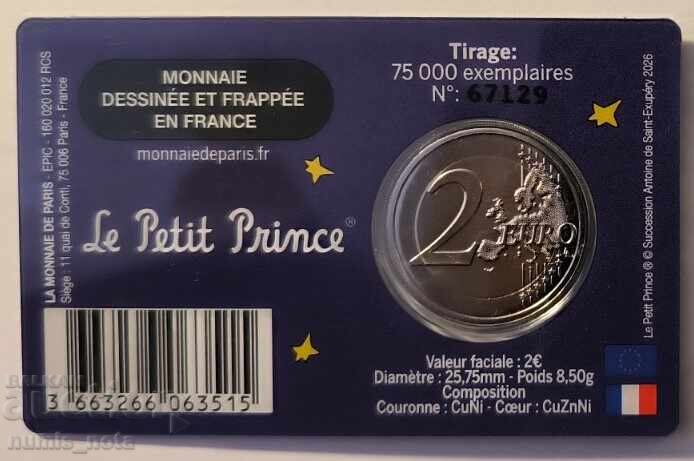 MONNAIE
DESSINÉE ET FRAPPÉE
EN FRANCE
monnaiedeparis.fr
Le Petit Prince®
LA MONNAIE DE PARIS - EPIC - 160 020 012 RCS
Siège : 11 quai de Conti, 75 006 Paris - France
Tirage:
75 000 exemplaires
N°: 67129
2 EURO
Valeur faciale : 2€
Diamètre : 25,75mm - Poids 8,50g
Composition
Couronne : CuNi - Cœur : CuZnNi
Le Petit Prince ® © Succession Antoine de Saint-Exupéry 2026
3 663266 063515
numis_nota